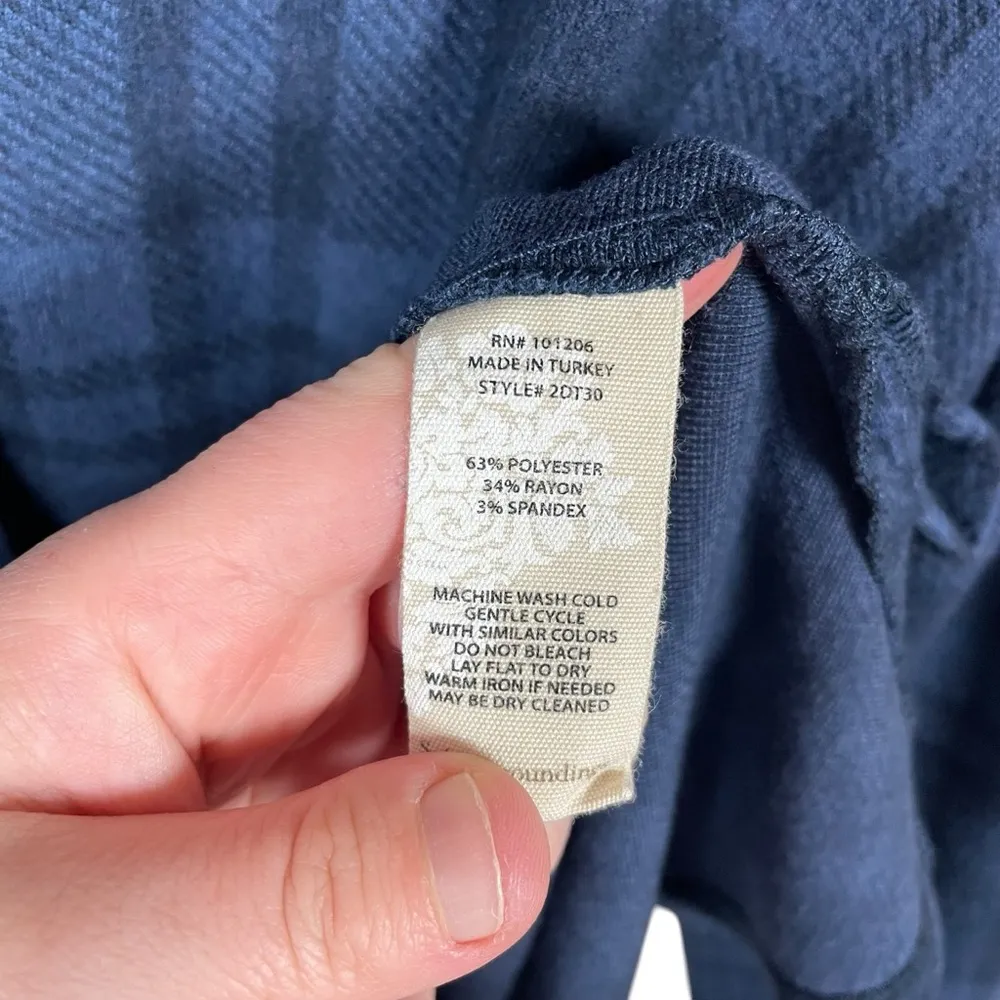 RN# 101206
MADE IN TURKEY
STYLE# 2DT30
63% POLYESTER
34% RAYON
3% SPANDEX
MACHINE WASH COLD
GENTLE CYCLE
WITH SIMILAR COLORS
DO NOT BLEACH
LAY FLAT TO DRY
WARM IRON IF NEEDED
MAY BE DRY CLEANED